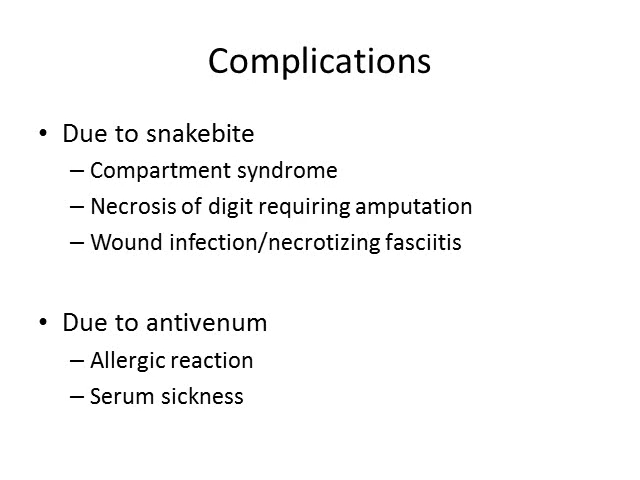 Complications
• Due to snakebite
– Compartment syndrome
– Necrosis of digit requiring amputation
– Wound infection/necrotizing fasciitis
• Due to antivenum
– Allergic reaction
– Serum sickness